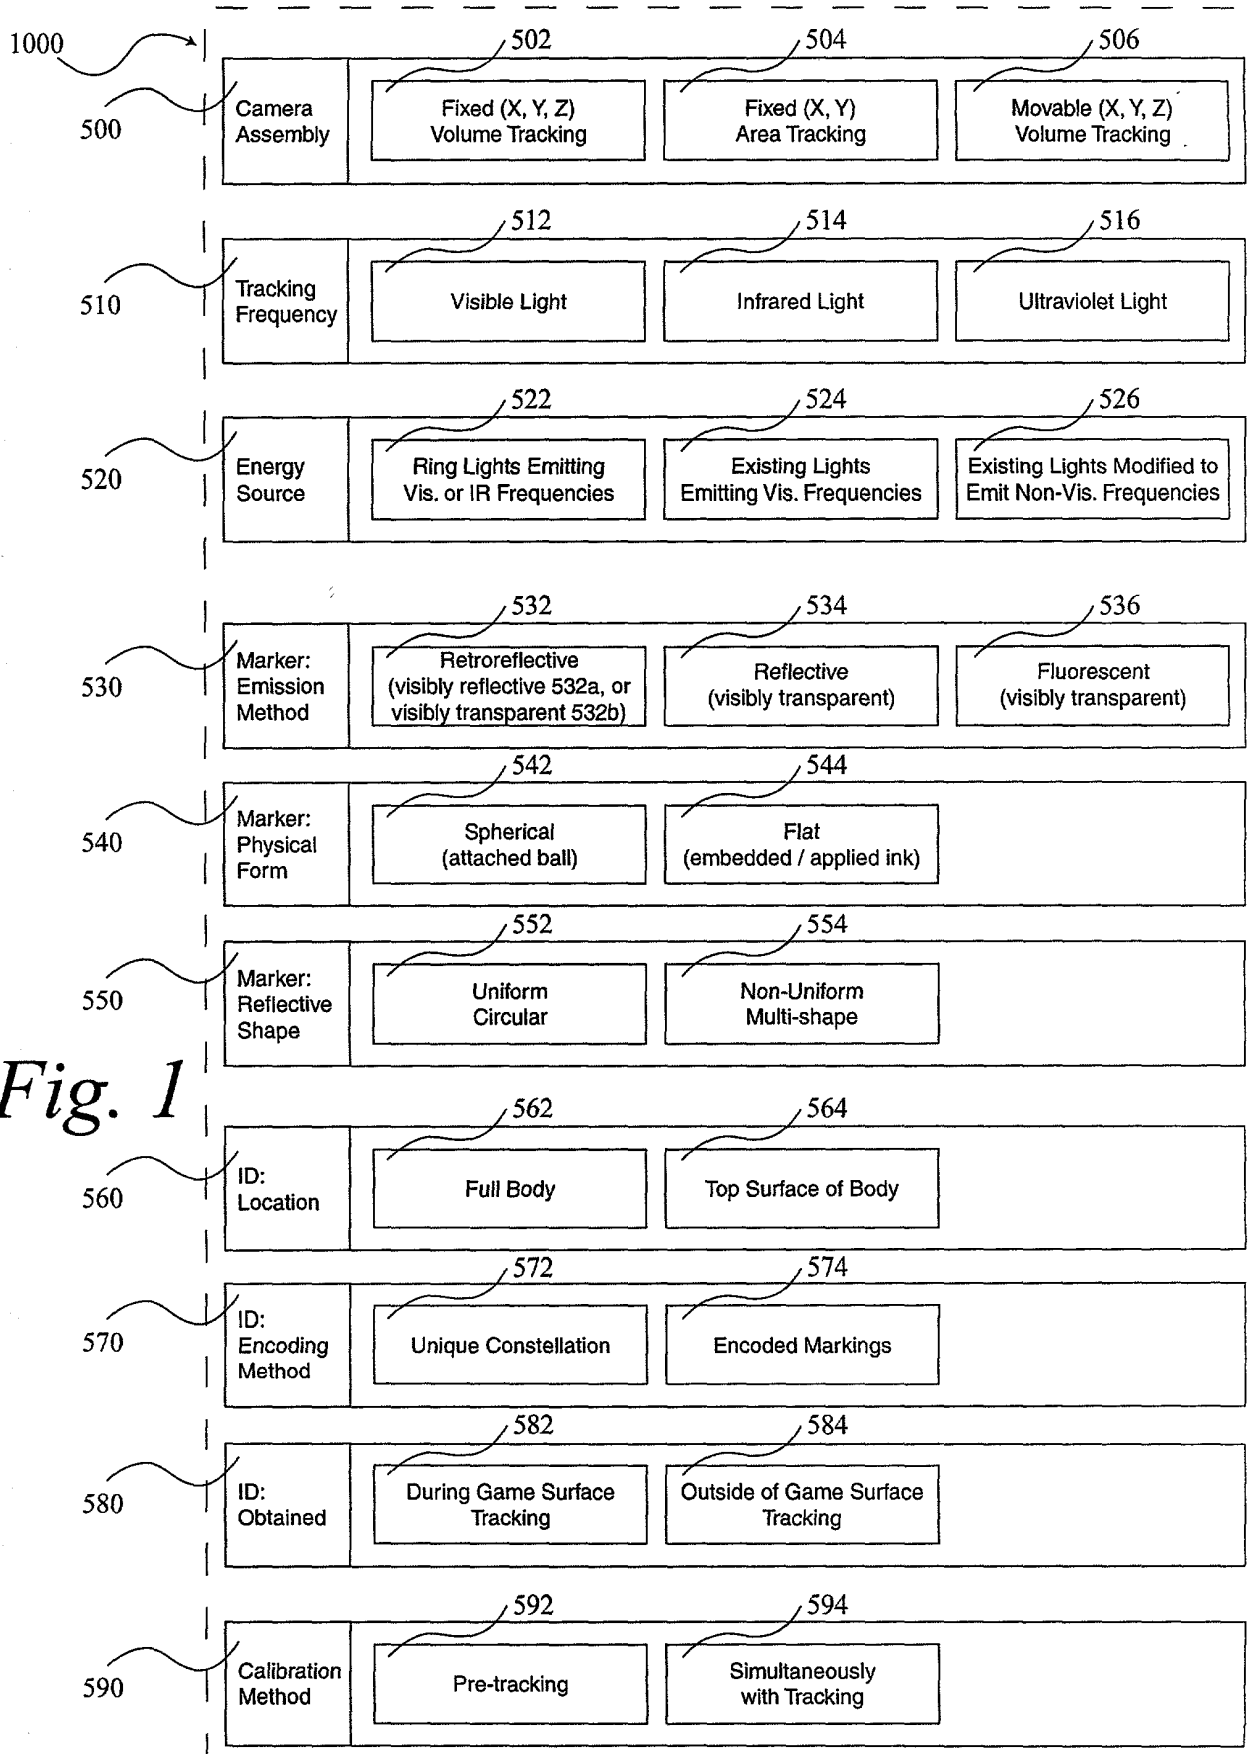 1000
502
504
506
500
Camera
Assembly
Fixed (X, Y, Z)
Volume Tracking
Fixed (X, Y)
Area Tracking
Movable (X, Y, Z)
Volume Tracking
512
514
516
510
Tracking
Frequency
Visible Light
Infrared Light
Ultraviolet Light
522
524
526
520
Energy
Source
Ring Lights Emitting
Vis. or IR Frequencies
Existing Lights
Emitting Vis. Frequencies
Existing Lights Modified to
Emit Non-Vis. Frequencies
532
534
536
530
Marker:
Emission
Method
Retroreflective
(visibly reflective 532a, or
visibly transparent 532b)
Reflective
(visibly transparent)
Fluorescent
(visibly transparent)
542
544
540
Marker:
Physical
Form
Spherical
(attached ball)
Flat
(embedded / applied ink)
552
554
550
Marker:
Reflective
Shape
Uniform
Circular
Non-Uniform
Multi-shape
Fig. 1
562
564
560
ID:
Location
Full Body
Top Surface of Body
572
574
570
ID:
Encoding
Method
Unique Constellation
Encoded Markings
582
584
580
ID:
Obtained
During Game Surface
Tracking
Outside of Game Surface
Tracking
592
594
590
Calibration
Method
Pre-tracking
Simultaneously
with Tracking